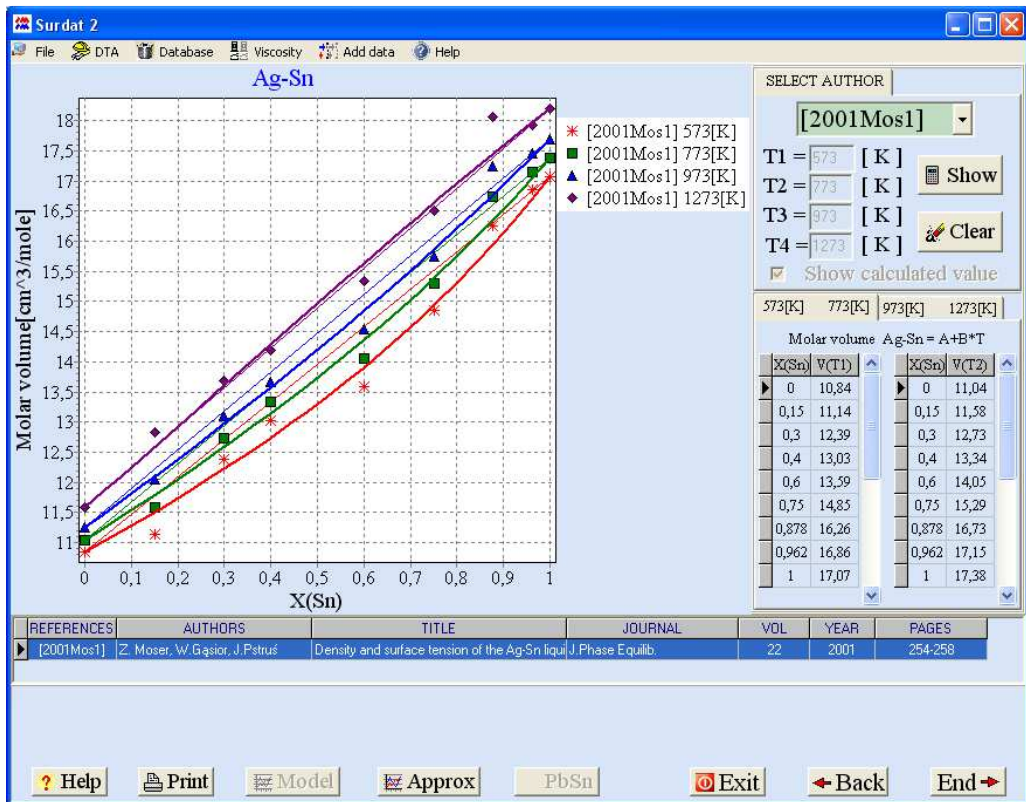 Surdat 2
File DTA Database Viscosity Add data Help
Ag-Sn
Molar volume[cm^3/mole]
18
17,5
17
16,5
16
15,5
15
14,5
14
13,5
13
12,5
12
11,5
11
0 0,1 0,2 0,3 0,4 0,5 0,6 0,7 0,8 0,9 1
X(Sn)
[2001Mos1] 573[K]
[2001Mos1] 773[K]
[2001Mos1] 973[K]
[2001Mos1] 1273[K]
SELECT AUTHOR
[2001Mos1]
T1 = 573 [ K ]
T2 = 773 [ K ]
T3 = 973 [ K ]
T4 = 1273 [ K ]
Show
Clear
Show calculated value
573[K] 773[K] 973[K] 1273[K]
Molar volume Ag-Sn = A+B*T
X(Sn) V(T1) X(Sn) V(T2)
0 10,84 0 11,04
0,15 11,14 0,15 11,58
0,3 12,39 0,3 12,73
0,4 13,03 0,4 13,34
0,6 13,59 0,6 14,05
0,75 14,85 0,75 15,29
0,878 16,26 0,878 16,73
0,962 16,86 0,962 17,15
1 17,07 1 17,38
REFERENCES AUTHORS TITLE JOURNAL VOL YEAR PAGES
[2001Mos1] Z. Moser, W.Gąsior, J.Pstruś Density and surface tension of the Ag-Sn liqui J.Phase Equilib. 22 2001 254-258
Help Print Model Approx PbSn Exit Back End